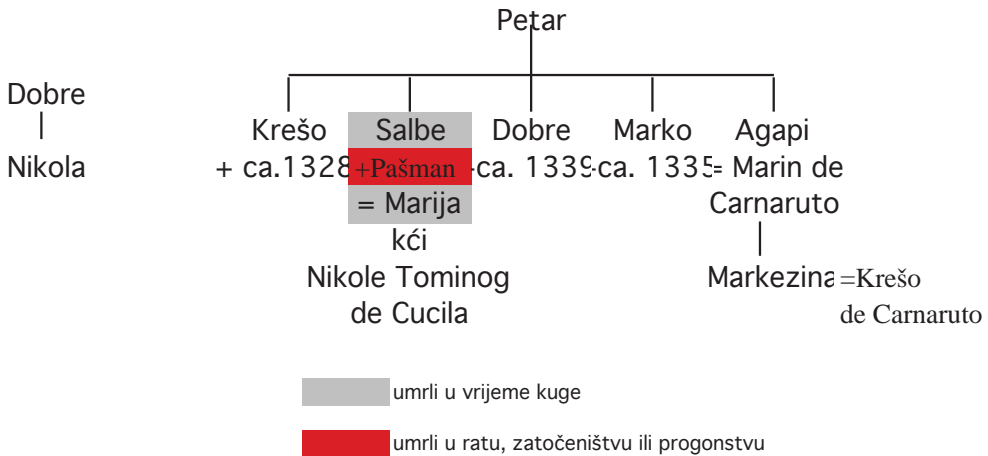 Petar
Dobre
Krešo Salbe Dobre Marko Agapi
Nikola + ca.1328 +Pašman -ca. 1339 -ca. 1335 = Marin de
= Marija Carnaruto
kći
Nikole Tominog Markezina =Krešo
de Cucila de Carnaruto
umrli u vrijeme kuge
umrli u ratu, zatočeništvu ili progonstvu